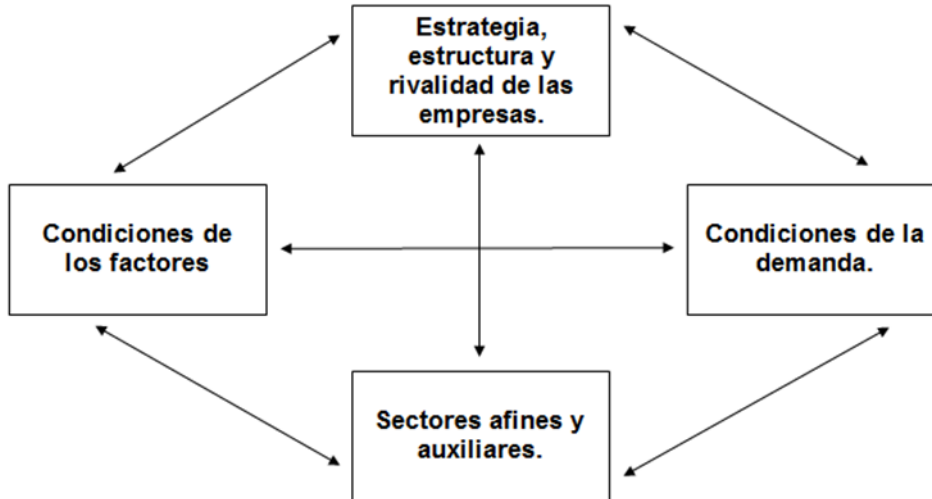 Estrategia,
estructura y
rivalidad de las
empresas.
Condiciones de
los factores
Condiciones de la
demanda.
Sectores afines y
auxiliares.